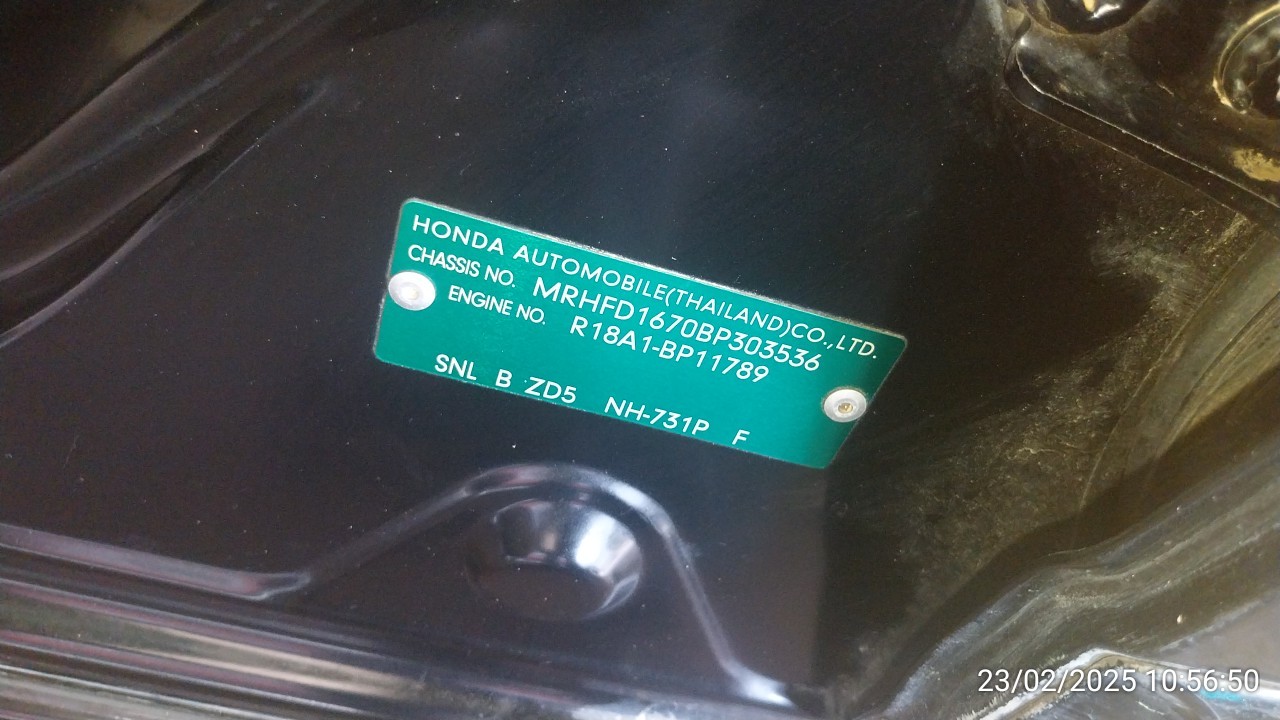 HONDA AUTOMOBILE(THAILAND)CO.,LTD.
CHASSIS NO. MRHFD1670BP303536
ENGINE NO. R18A1-BP11789
SNL B ZD5 NH-731P F
23/02/2025 10:56:50